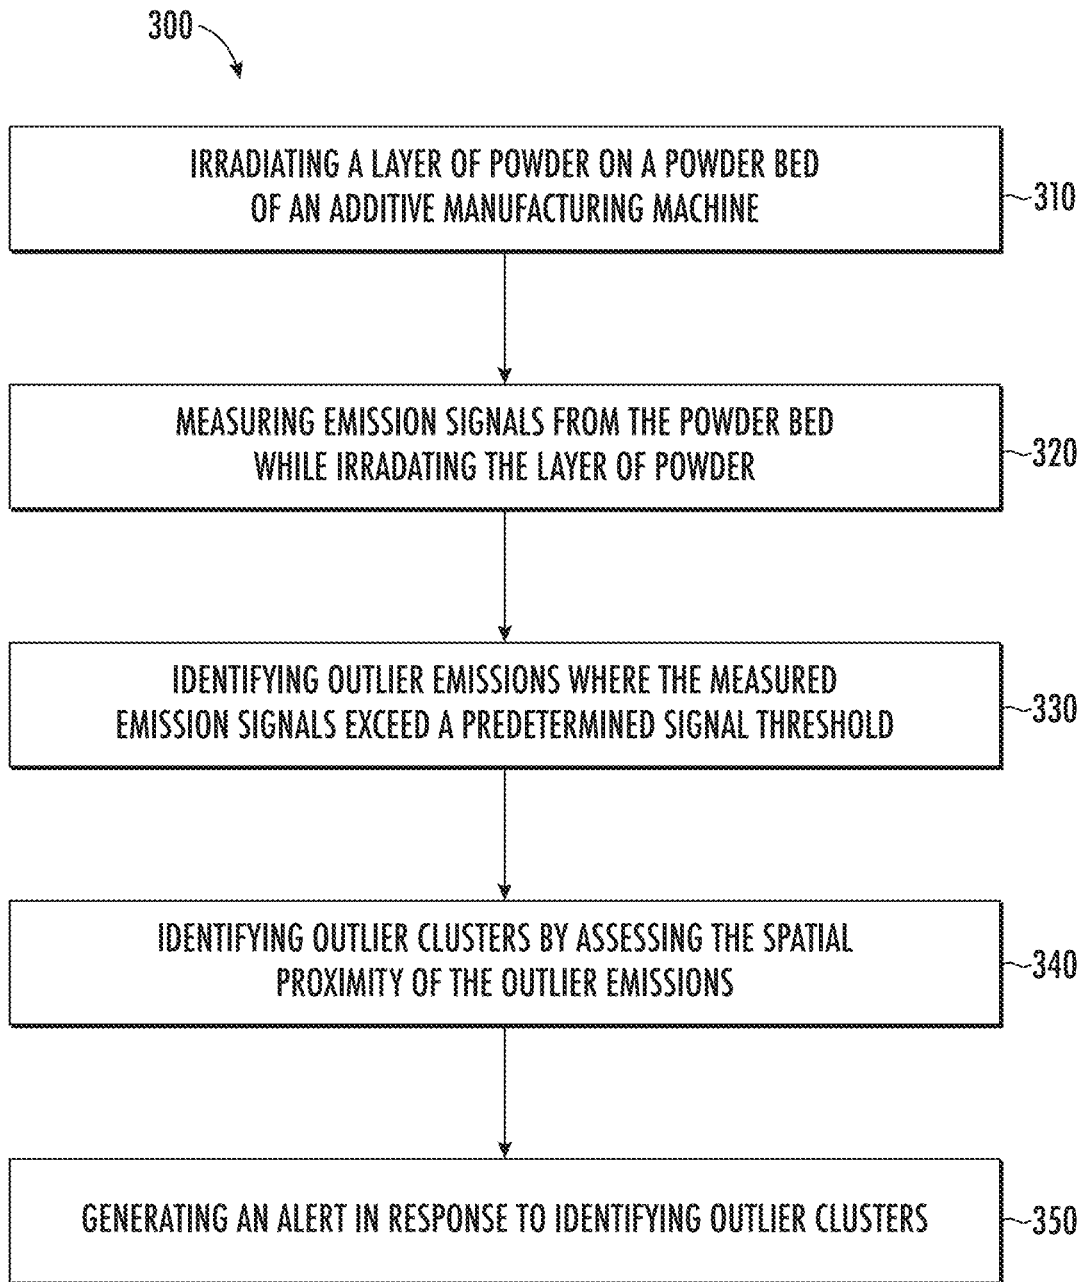 300
IRRADIATING A LAYER OF POWDER ON A POWDER BED
OF AN ADDITIVE MANUFACTURING MACHINE
310
MEASURING EMISSION SIGNALS FROM THE POWDER BED
WHILE IRRADATING THE LAYER OF POWDER
320
IDENTIFYING OUTLIER EMISSIONS WHERE THE MEASURED
EMISSION SIGNALS EXCEED A PREDETERMINED SIGNAL THRESHOLD
330
IDENTIFYING OUTLIER CLUSTERS BY ASSESSING THE SPATIAL
PROXIMITY OF THE OUTLIER EMISSIONS
340
GENERATING AN ALERT IN RESPONSE TO IDENTIFYING OUTLIER CLUSTERS
350